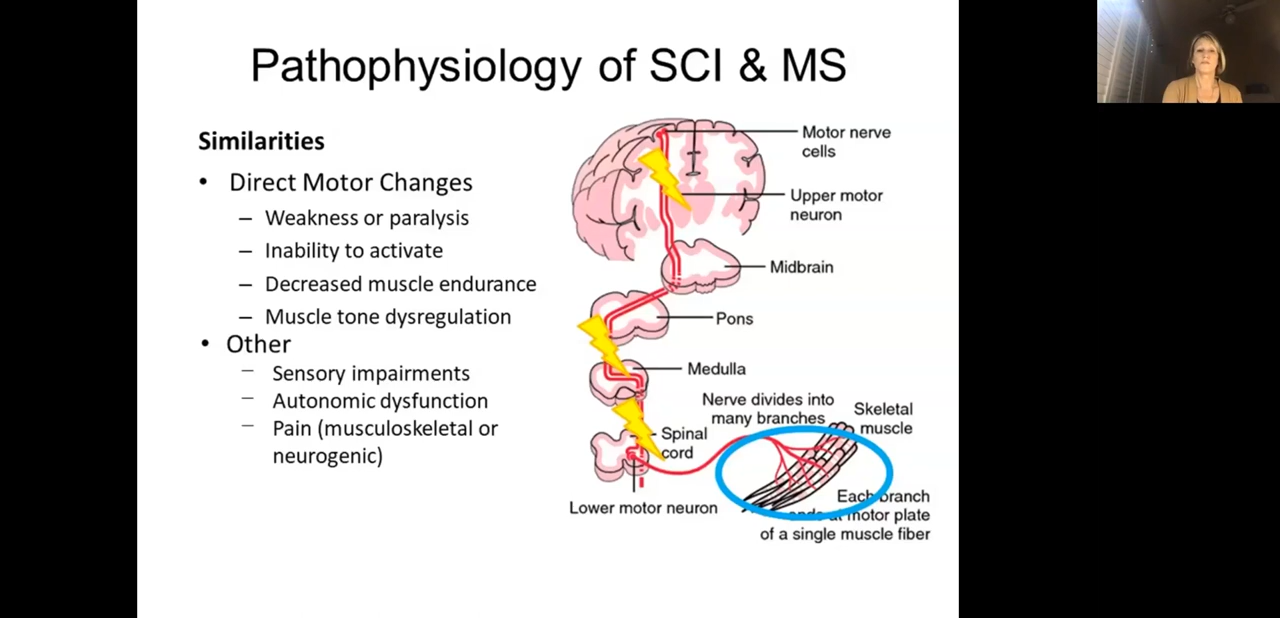 Pathophysiology of SCI & MS
Similarities
• Direct Motor Changes
– Weakness or paralysis
– Inability to activate
– Decreased muscle endurance
– Muscle tone dysregulation
• Other
– Sensory impairments
– Autonomic dysfunction
– Pain (musculoskeletal or
neurogenic)
Motor nerve
cells
Upper motor
neuron
Midbrain
Pons
Medulla
Nerve divides into
many branches
Skeletal
muscle
Spinal
cord
Lower motor neuron
Each branch
ends at motor plate
of a single muscle fiber